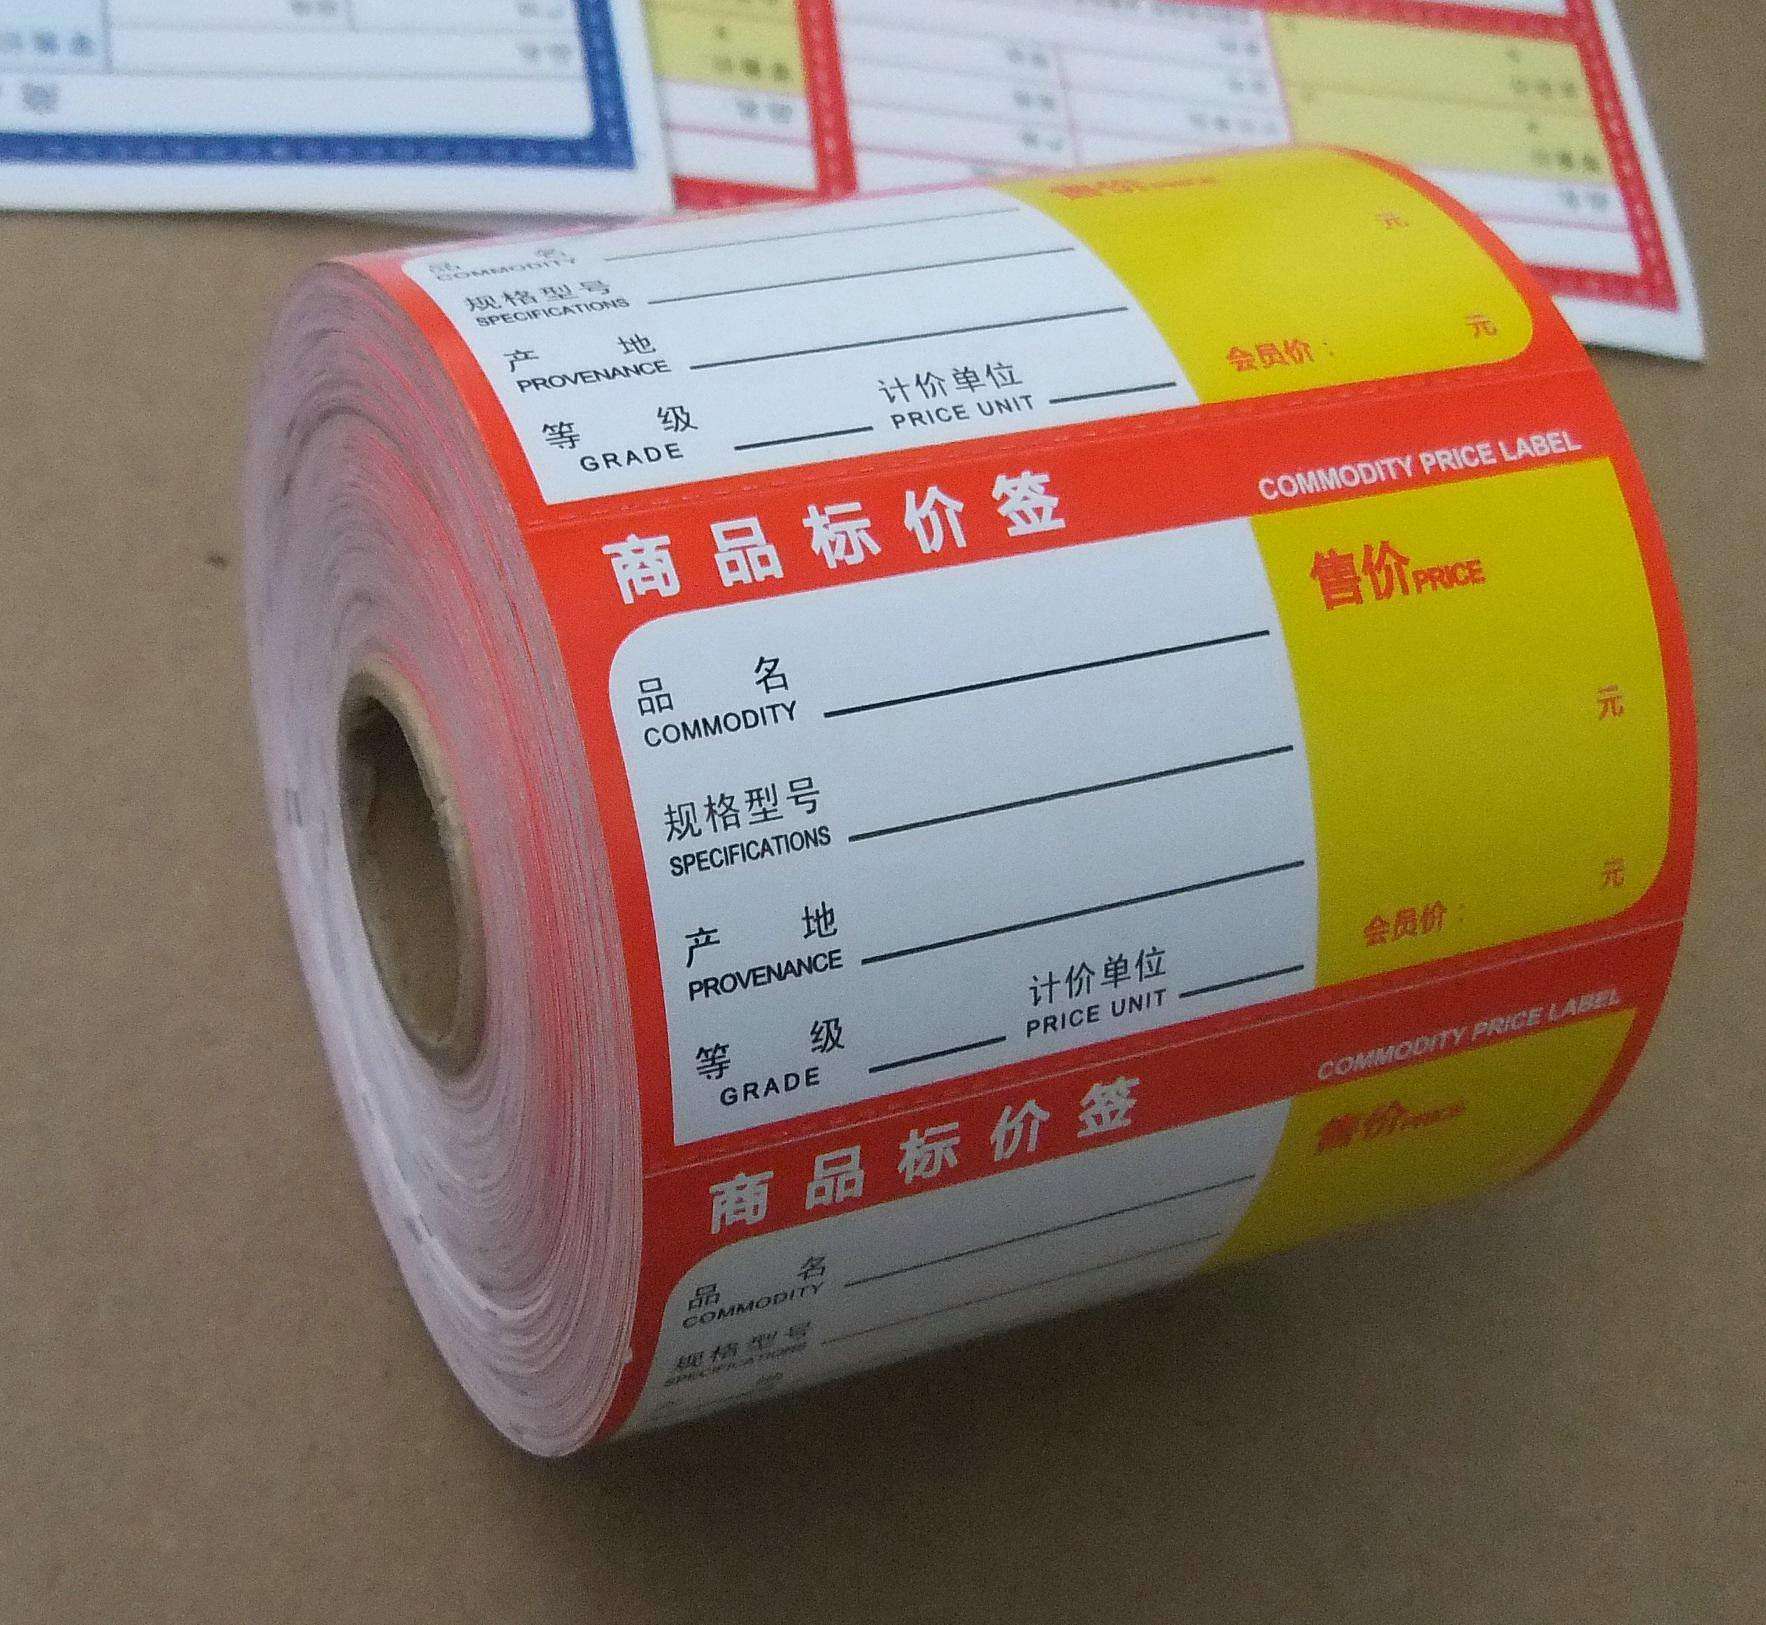 品 名
COMMODITY
规格型号
SPECIFICATIONS
元
产 地
PROVENANCE
会员价： 元
等 级 计价单位
GRADE PRICE UNIT
商品标价签 COMMODITY PRICE LABEL
售价PRICE
品 名
COMMODITY
元
规格型号
SPECIFICATIONS
产 地
PROVENANCE
元
会员价：
等 级 计价单位
GRADE PRICE UNIT
商品标价签 COMMODITY PRICE LABEL
售价PRICE
品 名
COMMODITY
规格型号
SPECIFICATIONS